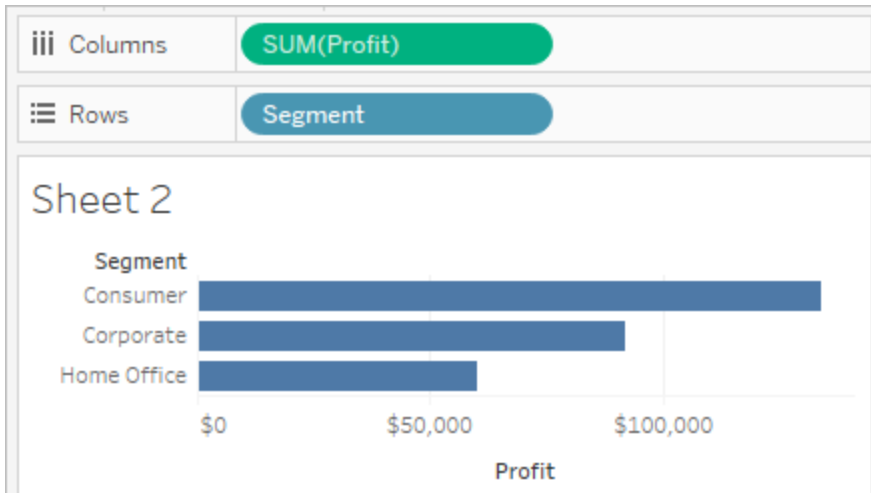 Columns SUM(Profit)
Rows Segment
Sheet 2
Segment
Consumer
Corporate
Home Office
$0 $50,000 $100,000
Profit